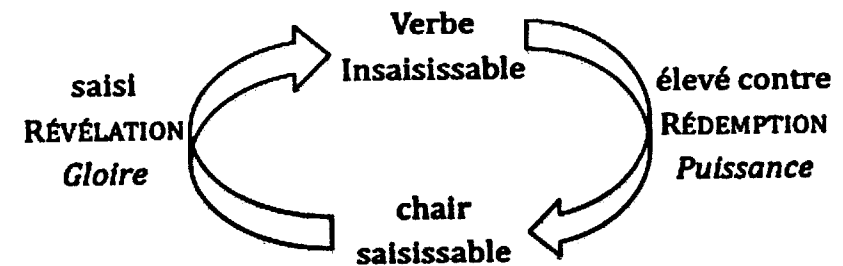 Verbe
Insaisissable
saisi
RÉVÉLATION
Gloire
élevé contre
RÉDEMPTION
Puissance
chair
saisissable